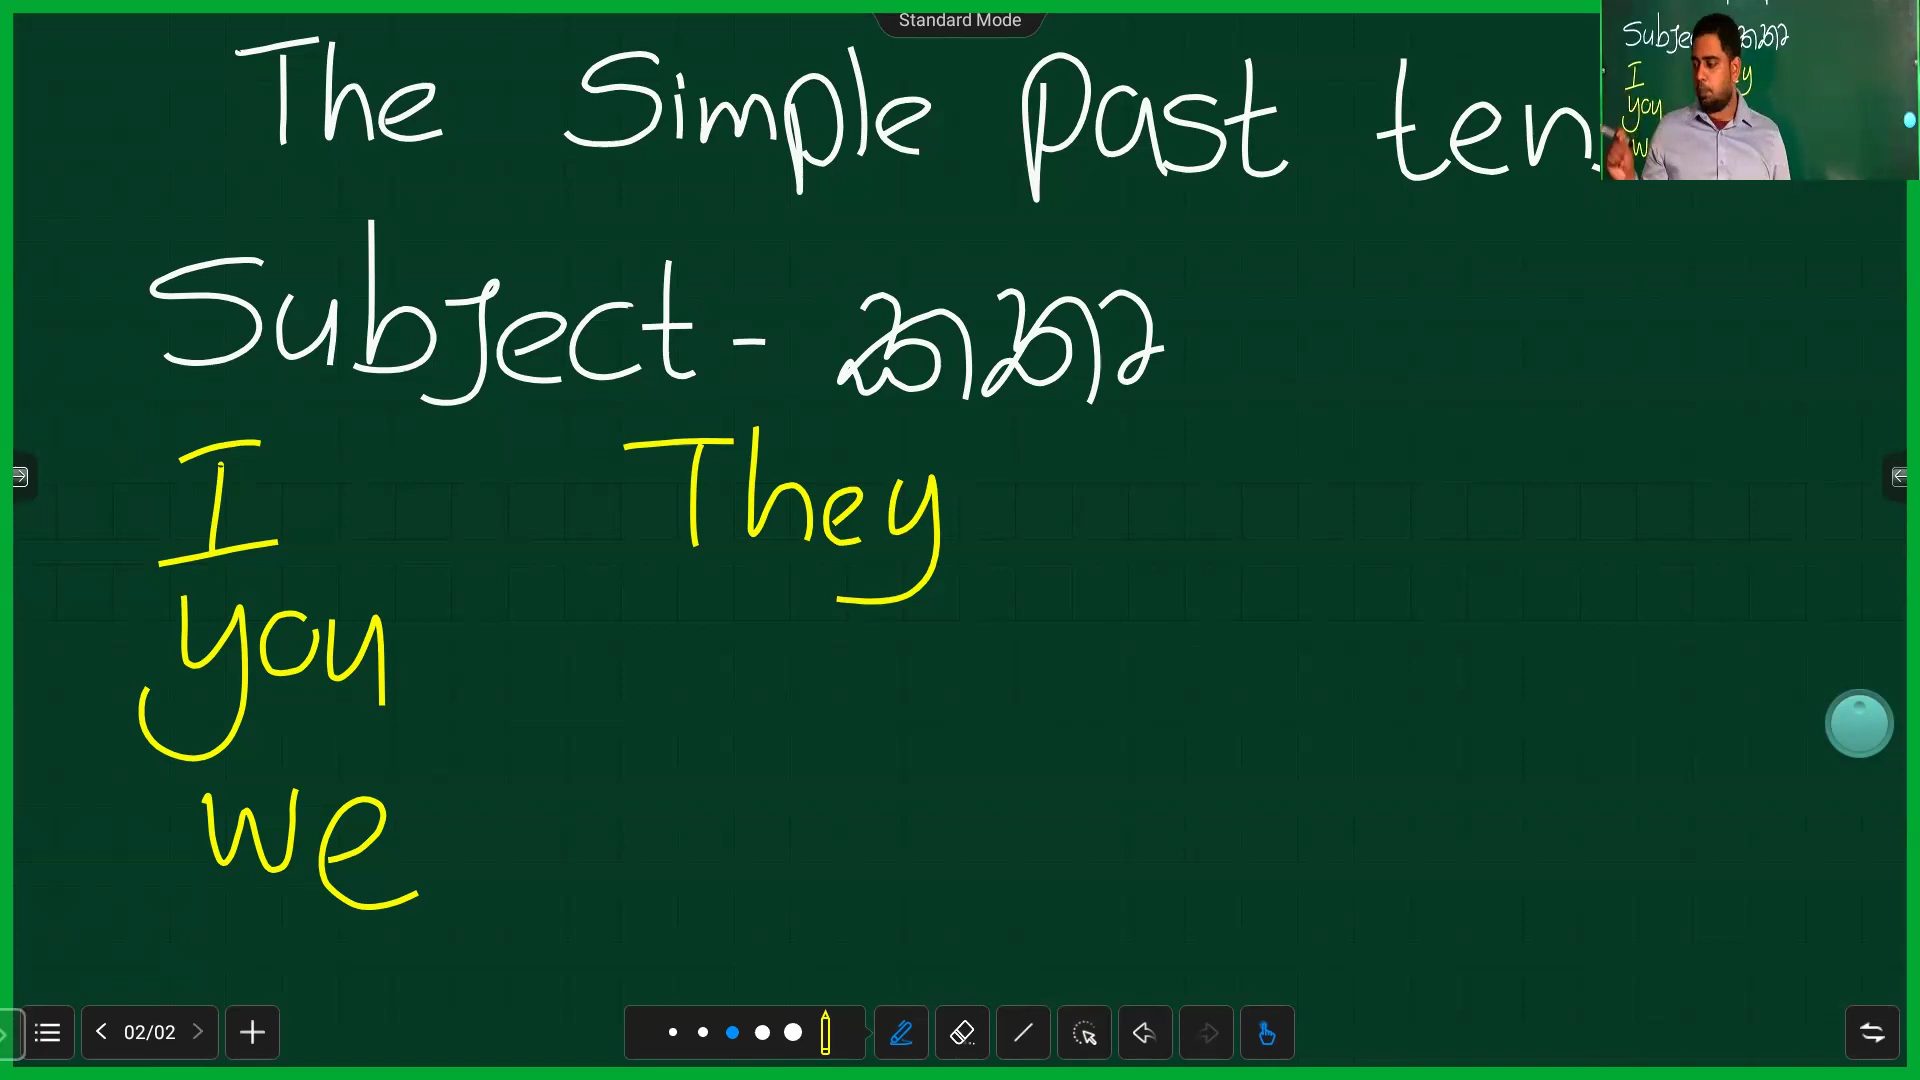 Standard Mode
The Simple past ten
Subject - කතෘ
I They
you
we
02/02